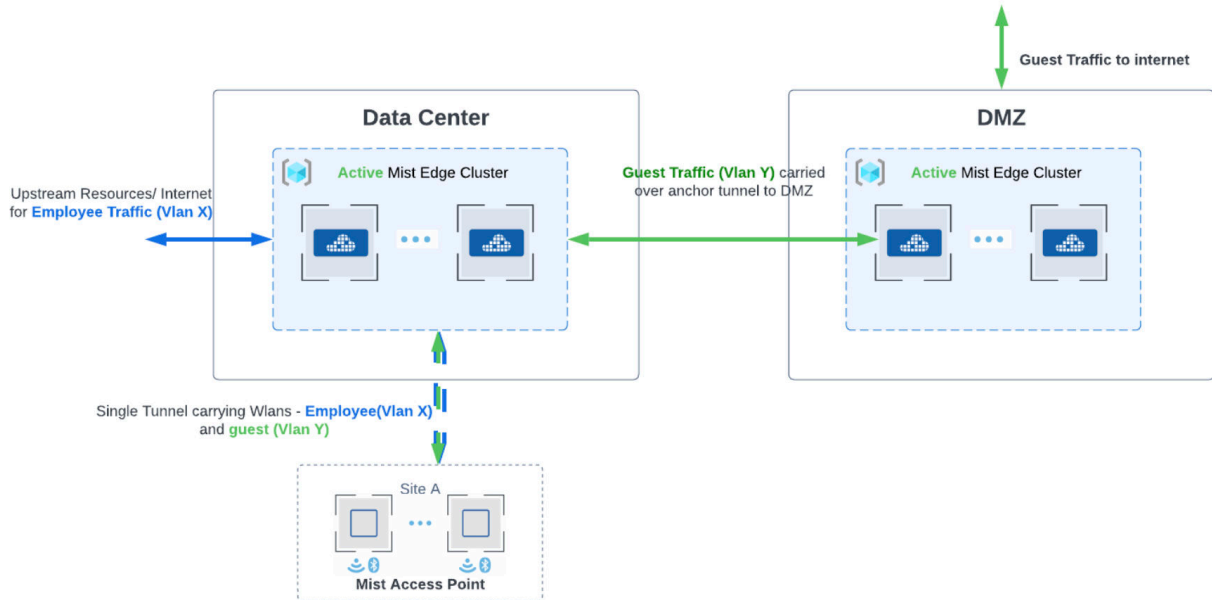 Guest Traffic to internet
Data Center
DMZ
Active Mist Edge Cluster
Guest Traffic (Vlan Y) carried
over anchor tunnel to DMZ
Active Mist Edge Cluster
Upstream Resources/ Internet
for Employee Traffic (Vlan X)
Single Tunnel carrying Wlans - Employee(Vlan X)
and guest (Vlan Y)
Site A
Mist Access Point